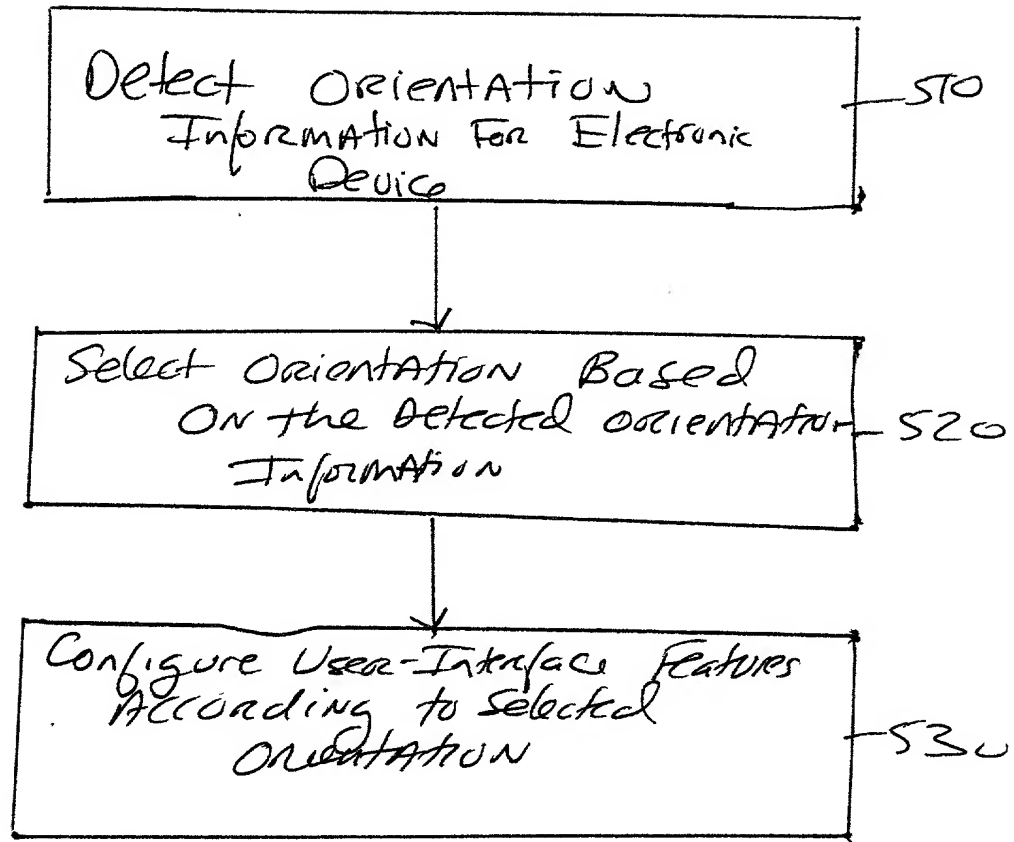 Detect Orientation
Information For Electronic
Device
510
Select Orientation Based
On the Detected Orientation
Information
520
Configure User-Interface Features
According to Selected
Orientation
530